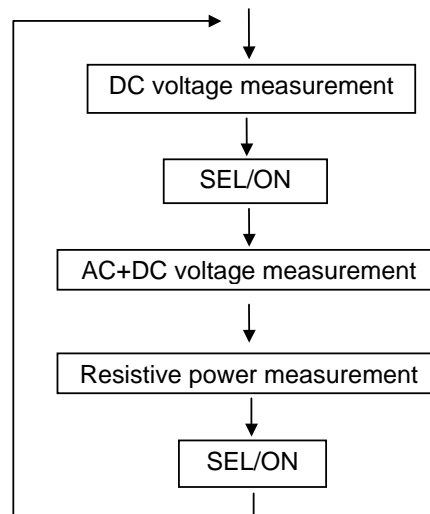 DC voltage measurement
SEL/ON
AC+DC voltage measurement
Resistive power measurement
SEL/ON